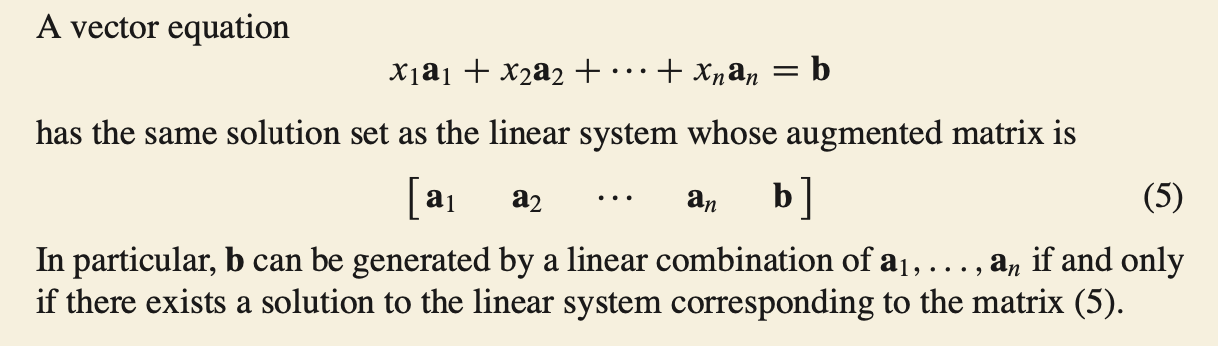 A vector equation
x₁a₁ + x₂a₂ + ⋯ + xₙaₙ = b
has the same solution set as the linear system whose augmented matrix is
[ a₁ a₂ ⋯ aₙ b ] (5)
In particular, b can be generated by a linear combination of a₁, . . . , aₙ if and only
if there exists a solution to the linear system corresponding to the matrix (5).